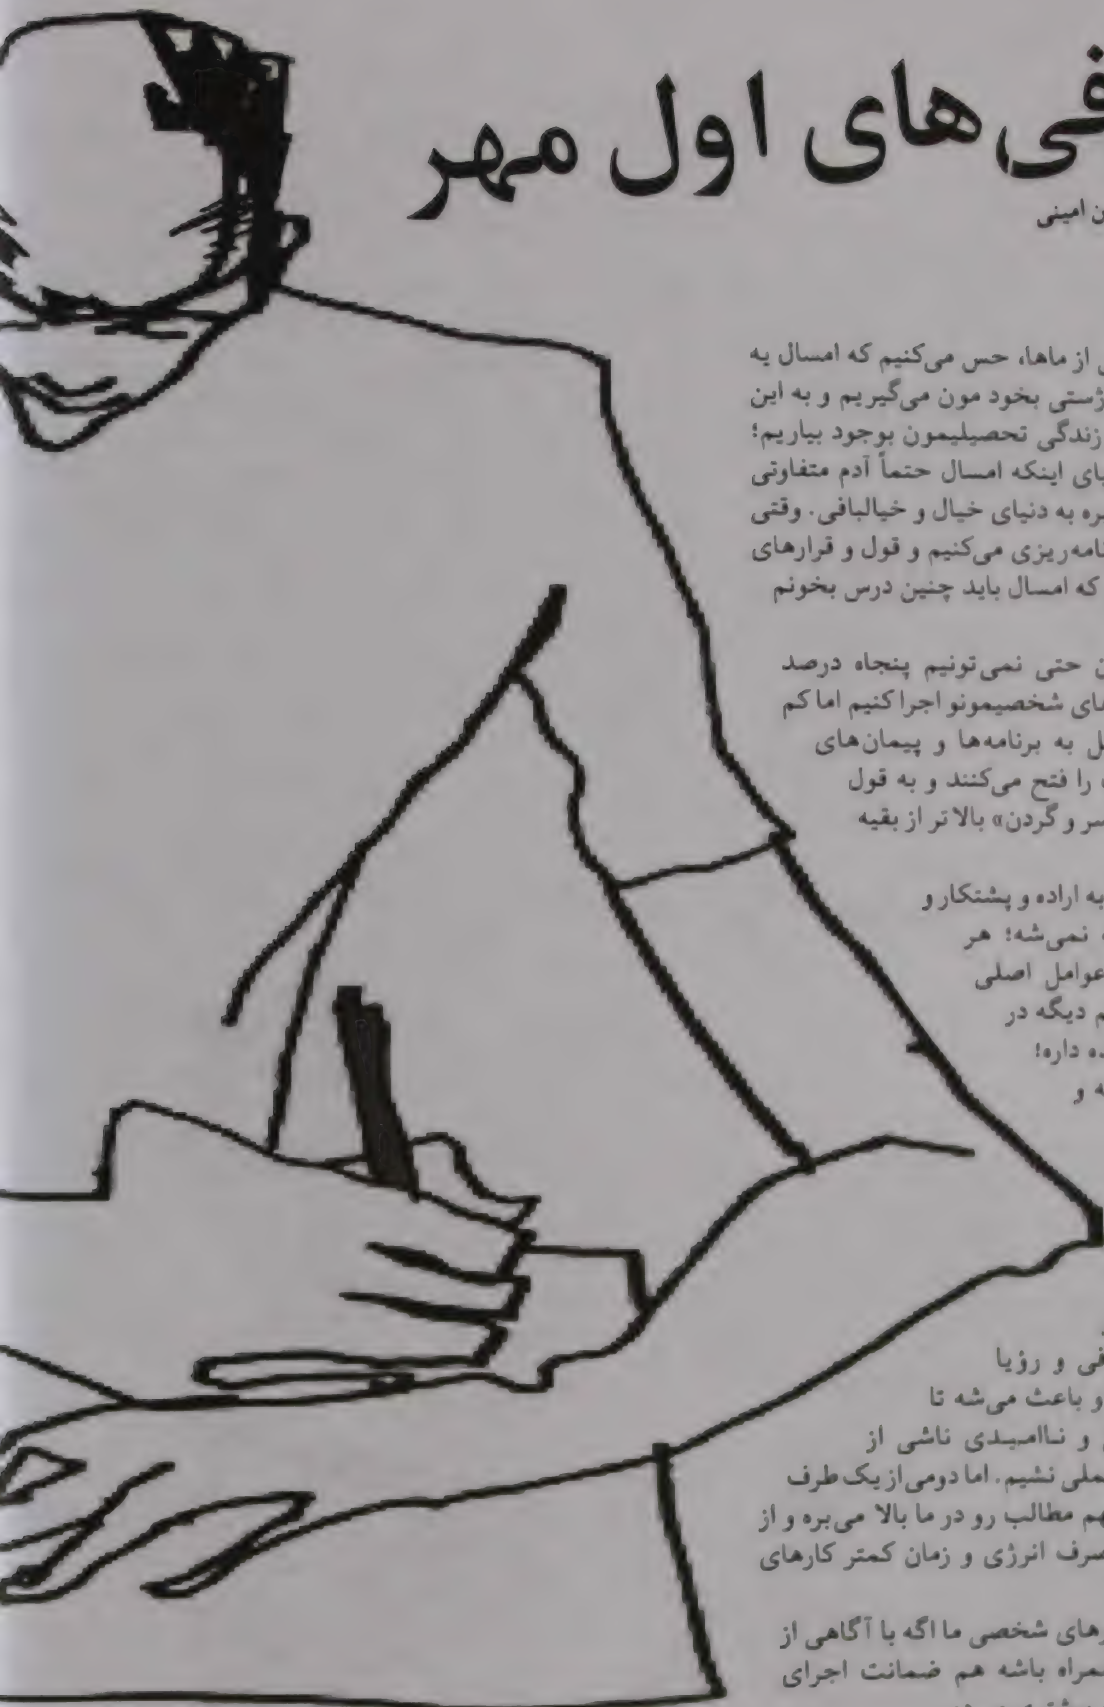 فی‌های اول مهر
ن امینی
از ماها، حس می‌کنیم که امسال یه
ژستی بخود مون می‌گیریم و به این
زندگی تحصیلیمون بوجود بیاریم؛
ای اینکه امسال حتماً آدم متفاوتی
ره به دنیای خیال و خیالبافی. وقتی
نامه‌ریزی می‌کنیم و قول و قرارهای
که امسال باید چنین درس بخونم
ن حتی نمی‌تونیم پنجاه درصد
های شخصیمونو اجرا کنیم اما کم
ل به برنامه‌ها و پیمان‌های
را فتح می‌کنند و به قول
سر و گردن» بالاتر از بقیه
به اراده و پشتکار و
نمی‌شه؛ هر
عوامل اصلی
م دیگه در
ده داره؛
ه و
فی و رؤیا
و باعث می‌شه تا
و ناامیدی ناشی از
ملی نشیم. اما دومی از یک طرف
هم مطالب رو در ما بالا می‌بره و از
صرف انرژی و زمان کمتر کارهای
رهای شخصی ما اگه با آگاهی از
همراه باشه هم ضمانت اجرای